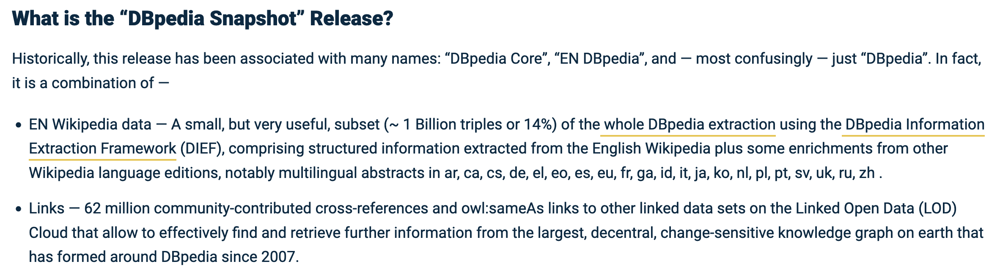 What is the “DBpedia Snapshot” Release?
Historically, this release has been associated with many names: “DBpedia Core”, “EN DBpedia”, and — most confusingly — just “DBpedia”. In fact,
it is a combination of —
• EN Wikipedia data — A small, but very useful, subset (~ 1 Billion triples or 14%) of the whole DBpedia extraction using the DBpedia Information
Extraction Framework (DIEF), comprising structured information extracted from the English Wikipedia plus some enrichments from other
Wikipedia language editions, notably multilingual abstracts in ar, ca, cs, de, el, eo, es, eu, fr, ga, id, it, ja, ko, nl, pl, pt, sv, uk, ru, zh .
• Links — 62 million community-contributed cross-references and owl:sameAs links to other linked data sets on the Linked Open Data (LOD)
Cloud that allow to effectively find and retrieve further information from the largest, decentral, change-sensitive knowledge graph on earth that
has formed around DBpedia since 2007.